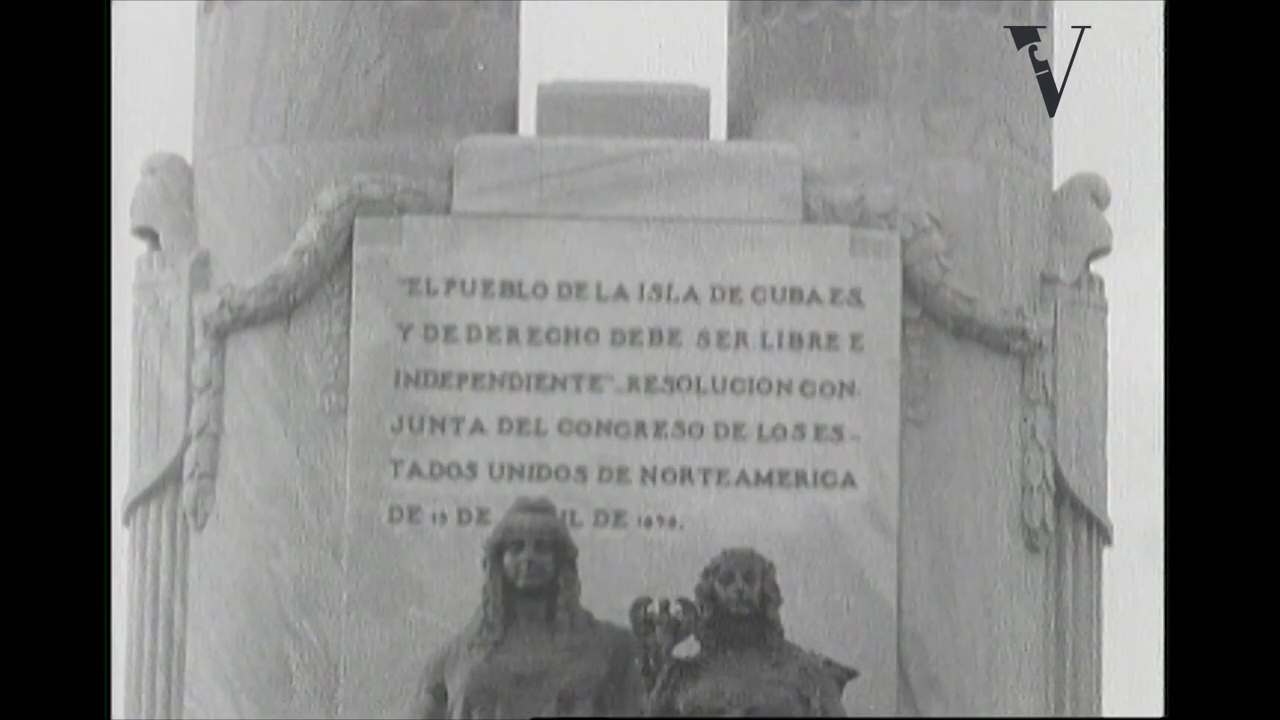 "EL PUEBLO DE LA ISLA DE CUBA ES
Y DE DERECHO DEBE SER LIBRE E
INDEPENDIENTE"_RESOLUCION CON.
JUNTA DEL CONGRESO DE LOS ES-
TADOS UNIDOS DE NORTEAMERICA
DE 19 DE IL DE 1898.
V